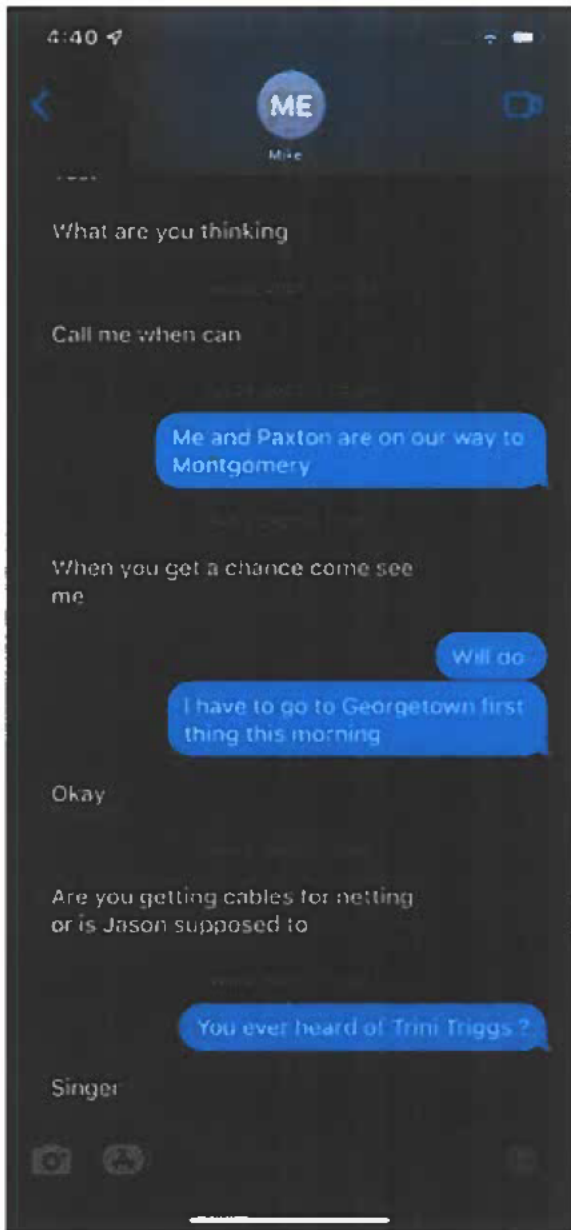 4:40
ME
Mike
What are you thinking
Call me when can
Me and Paxton are on our way to
Montgomery
When you get a chance come see
me
Will do
I have to go to Georgetown first
thing this morning
Okay
Are you getting cables for netting
or is Jason supposed to
You ever heard of Trini Triggs ?
Singer